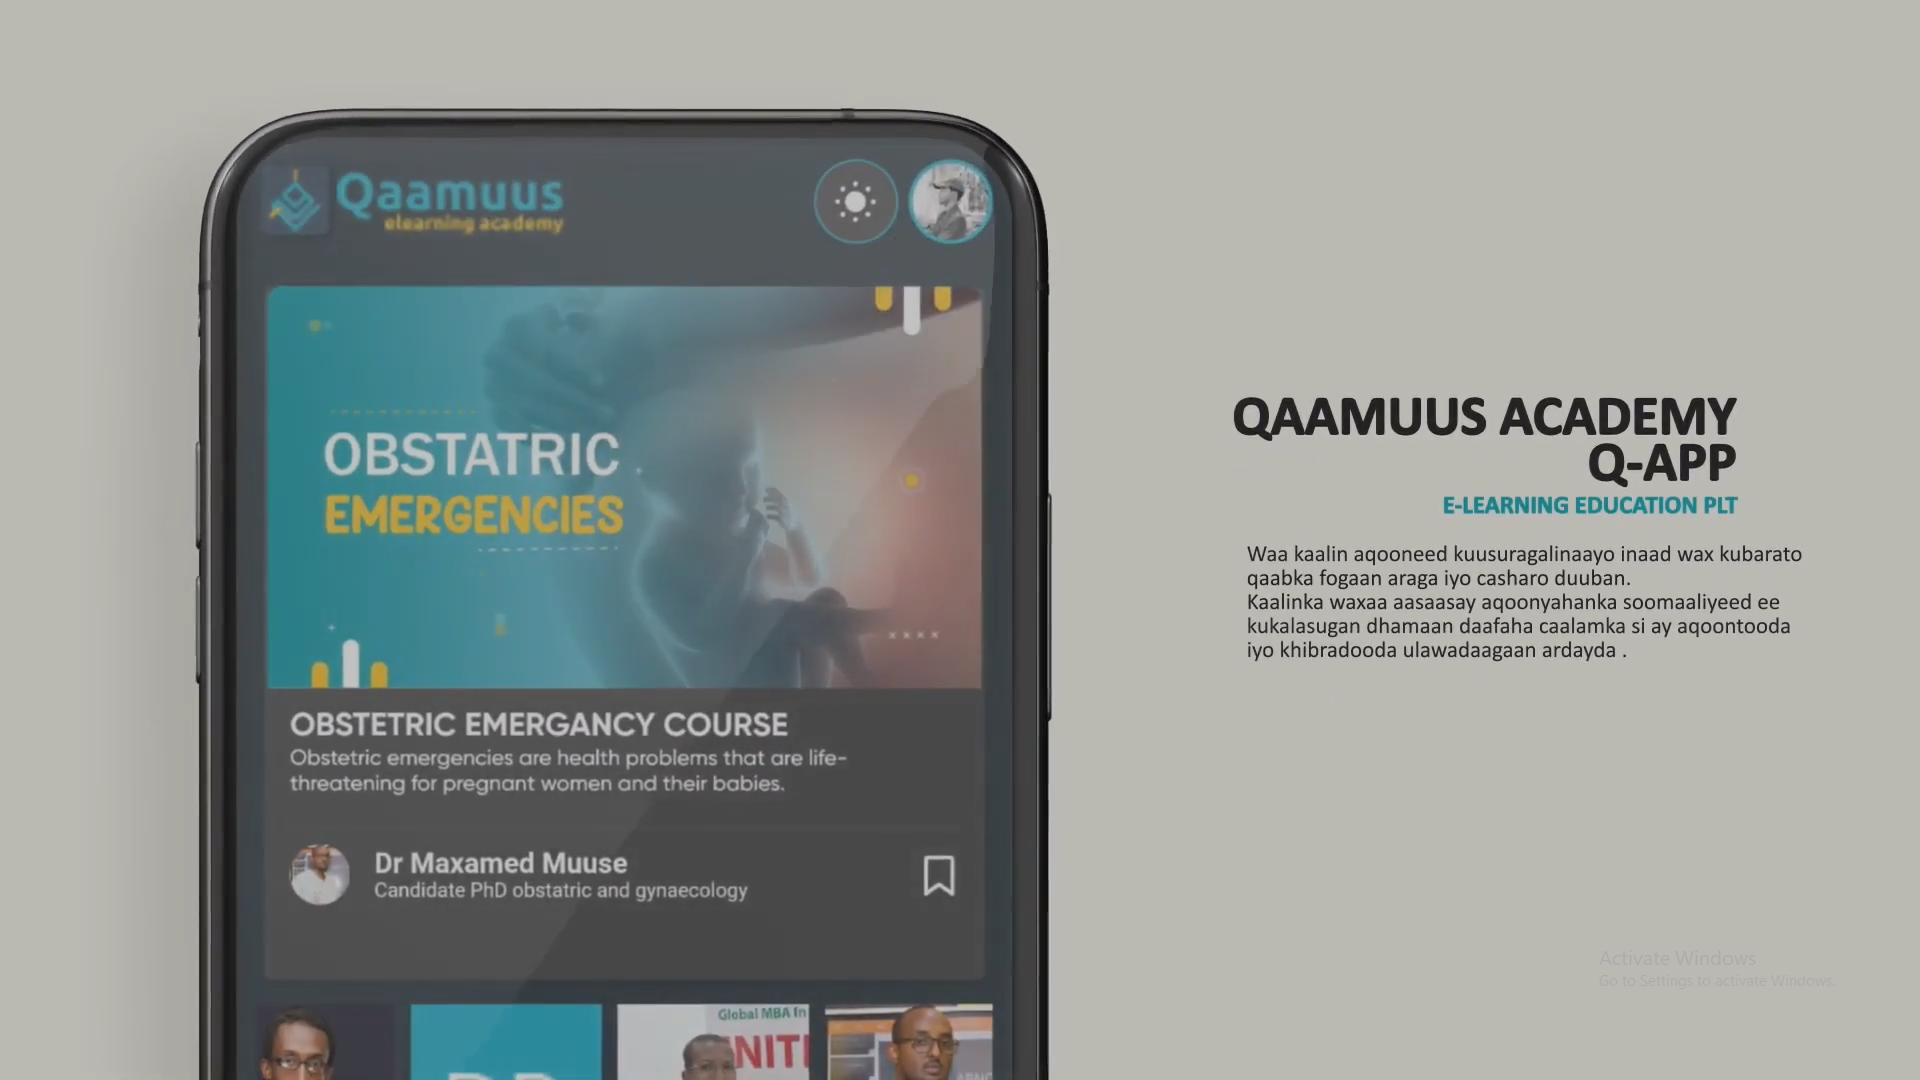 Qaamuus
elearning academy
OBSTATRIC
EMERGENCIES
OBSTETRIC EMERGANCY COURSE
Obstetric emergencies are health problems that are life-
threatening for pregnant women and their babies.
Dr Maxamed Muuse
Candidate PhD obstatric and gynaecology
Global MBA In
NITI
QAAMUUS ACADEMY
Q-APP
E-LEARNING EDUCATION PLT
Waa kaalin aqooneed kuusuragalinaayo inaad wax kubarato
qaabka fogaan araga iyo casharo duuban.
Kaalinka waxaa aasaasay aqoonyahanka soomaaliyeed ee
kukalasugan dhamaan daafaha caalamka si ay aqoontooda
iyo khibradooda ulawadaagaan ardayda .
Activate Windows
Go to Settings to activate Windows.